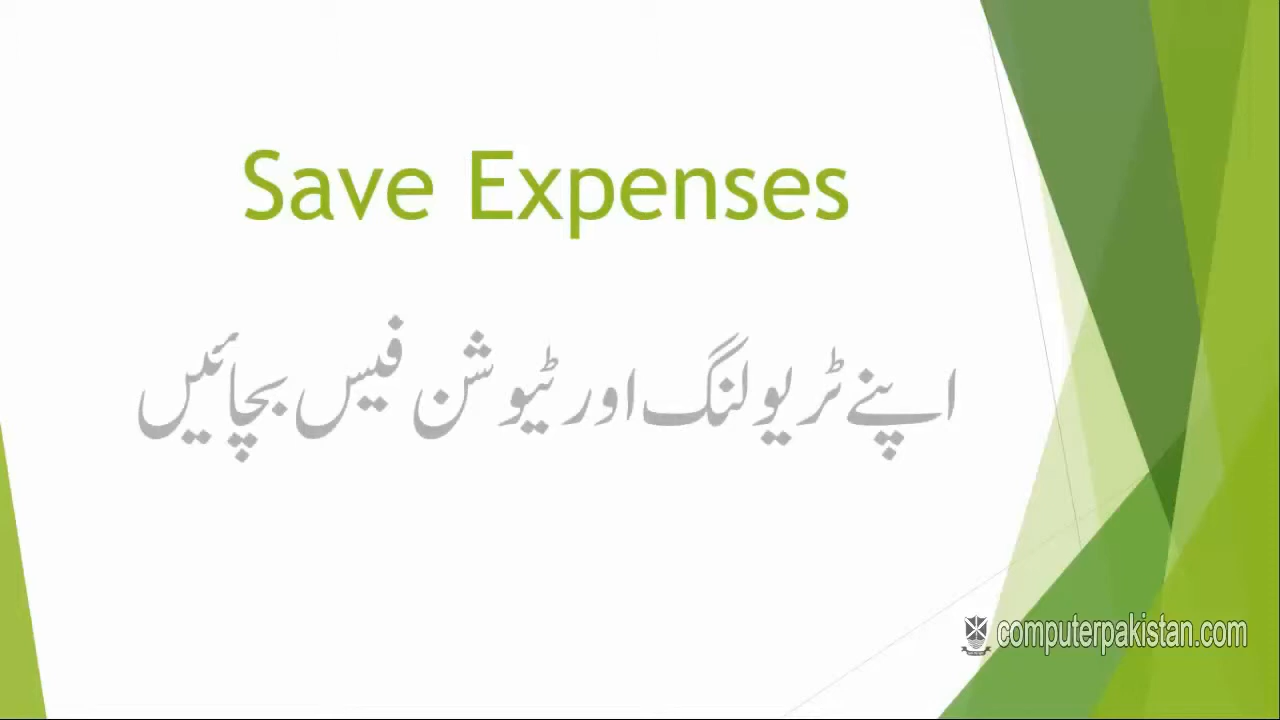 Save Expenses
اپنے ٹریولنگ اور ٹیوشن فیس بچائیں
computerpakistan.com